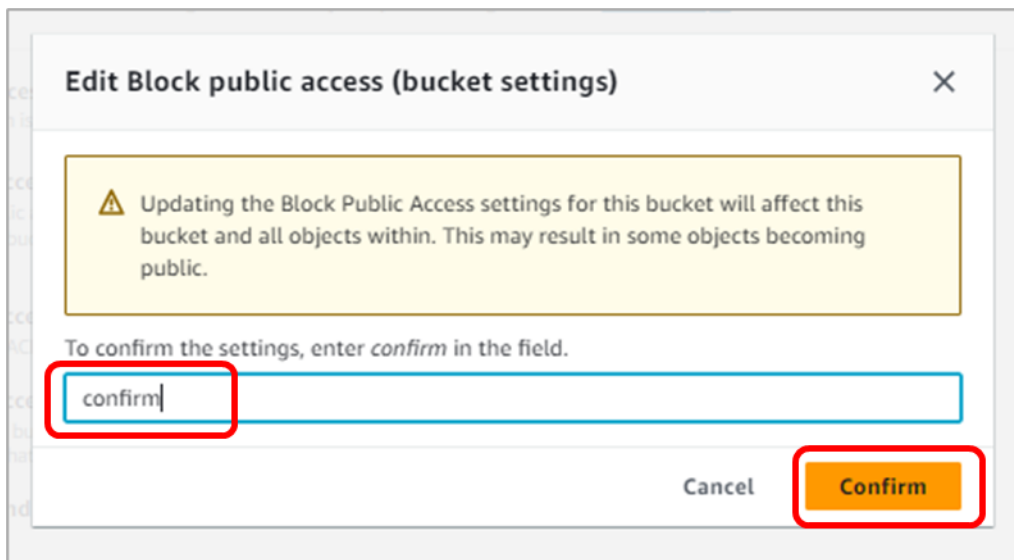 Edit Block public access (bucket settings)
Updating the Block Public Access settings for this bucket will affect this
bucket and all objects within. This may result in some objects becoming
public.
To confirm the settings, enter confirm in the field.
confirm
Cancel
Confirm